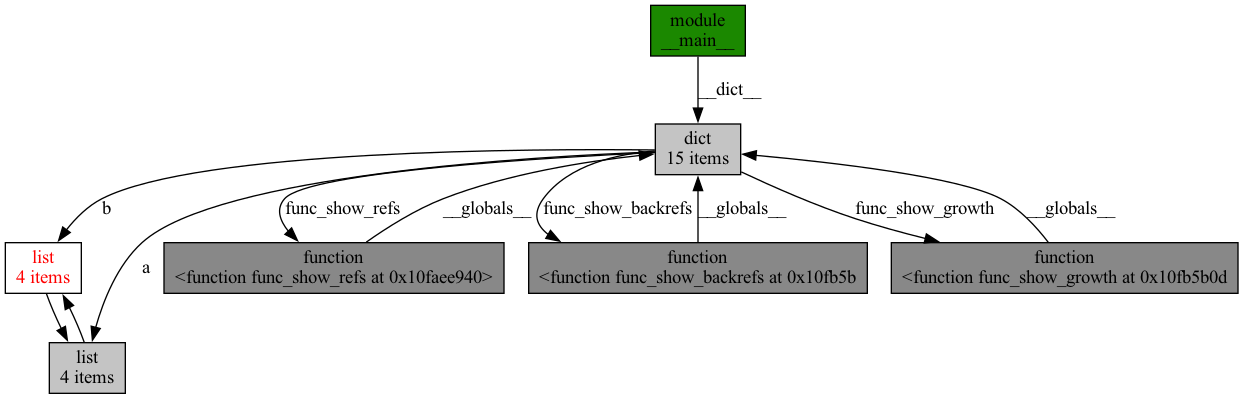 module
__main__
__dict__
dict
15 items
b
func_show_refs
__globals__
func_show_backrefs
__globals__
func_show_growth
__globals__
list
4 items
a
function
<function func_show_refs at 0x10faee940>
function
<function func_show_backrefs at 0x10fb5b
function
<function func_show_growth at 0x10fb5b0d
list
4 items